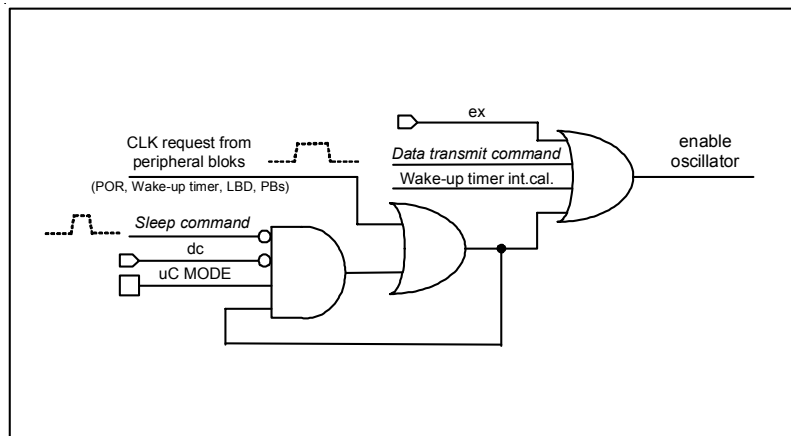 ex
CLK request from
peripheral bloks
(POR, Wake-up timer, LBD, PBs)
Data transmit command
Wake-up timer int.cal.
enable
oscillator
Sleep command
dc
uC MODE